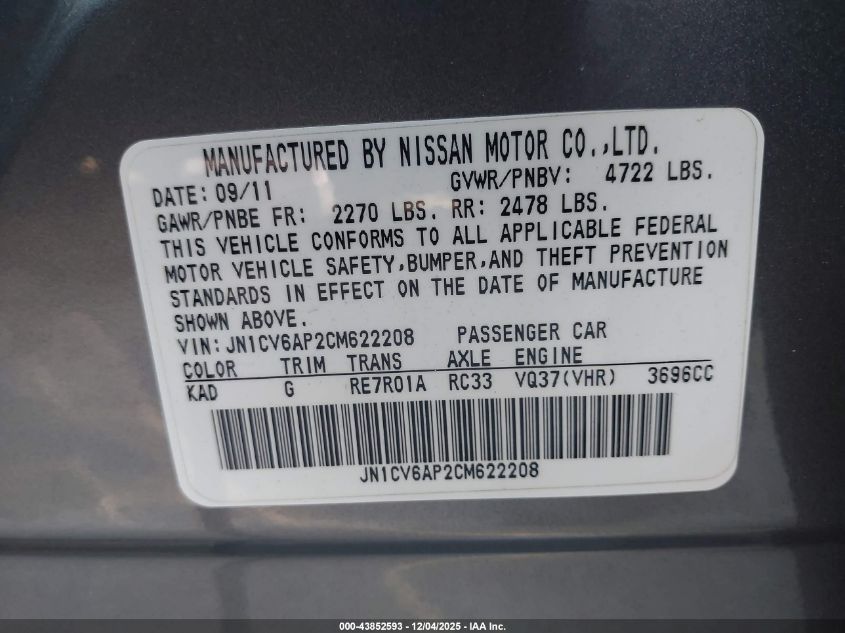 MANUFACTURED BY NISSAN MOTOR CO.,LTD.
DATE: 09/11 GVWR/PNBV: 4722 LBS.
GAWR/PNBE FR: 2270 LBS. RR: 2478 LBS.
THIS VEHICLE CONFORMS TO ALL APPLICABLE FEDERAL
MOTOR VEHICLE SAFETY,BUMPER,AND THEFT PREVENTION
STANDARDS IN EFFECT ON THE DATE OF MANUFACTURE
SHOWN ABOVE.
VIN: JN1CV6AP2CM622208 PASSENGER CAR
COLOR TRIM TRANS AXLE ENGINE
KAD G RE7R01A RC33 VQ37(VHR) 3696CC
JN1CV6AP2CM622208
000-43852593 - 12/04/2025 - IAA Inc.